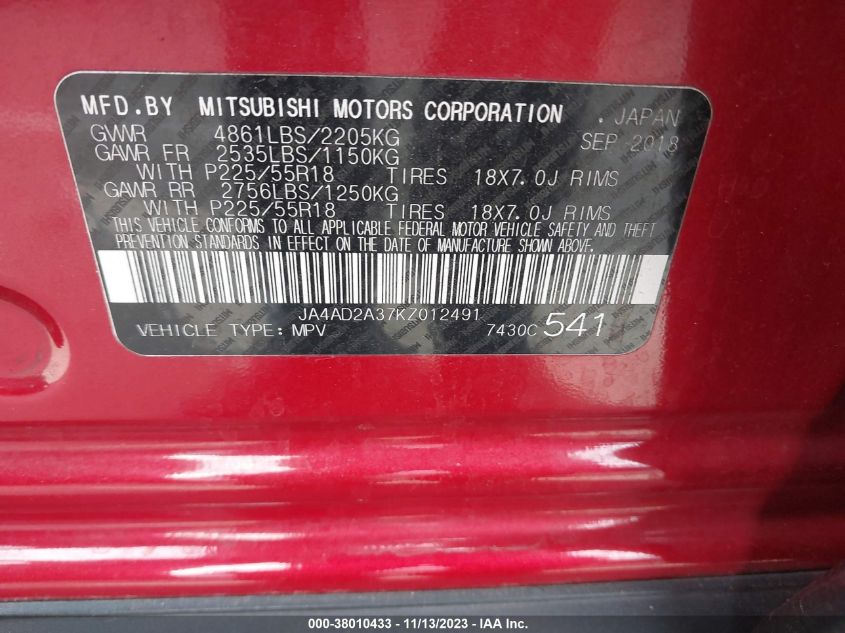 MFD.BY MITSUBISHI MOTORS CORPORATION . JAPAN
GVWR 4861LBS/2205KG SEP 2018
GAWR FR 2535LBS/1150KG
WITH P225/55R18 TIRES 18X7.0J RIMS
GAWR RR 2756LBS/1250KG
WITH P225/55R18 TIRES 18X7.0J RIMS
THIS VEHICLE CONFORMS TO ALL APPLICABLE FEDERAL MOTOR VEHICLE SAFETY AND THEFT
PREVENTION STANDARDS IN EFFECT ON THE DATE OF MANUFACTURE SHOWN ABOVE.
JA4AD2A37KZ012491
VEHICLE TYPE:MPV 7430C 541
000-38010433 - 11/13/2023 - IAA Inc.